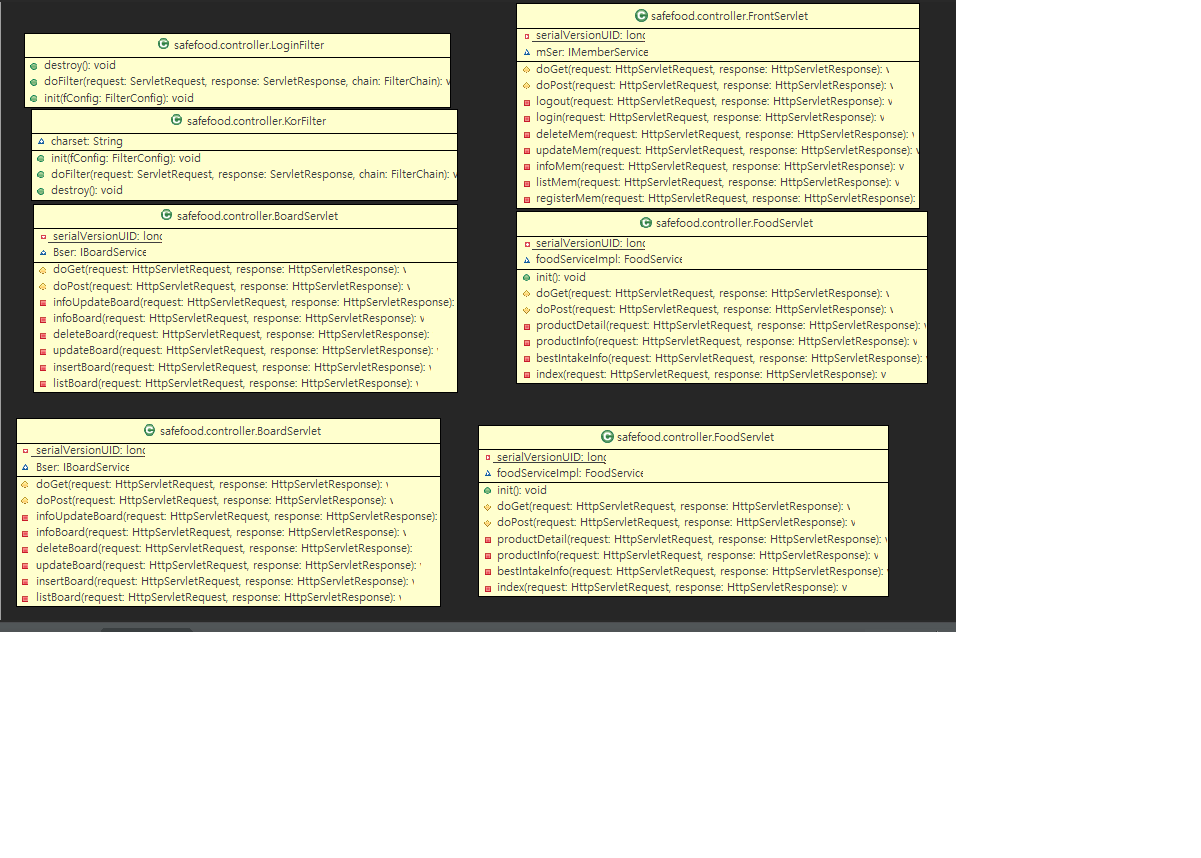 safefood.controller.LoginFilter
destroy(): void
doFilter(request: ServletRequest, response: ServletResponse, chain: FilterChain): v
init(fConfig: FilterConfig): void
safefood.controller.KorFilter
charset: String
init(fConfig: FilterConfig): void
doFilter(request: ServletRequest, response: ServletResponse, chain: FilterChain): v
destroy(): void
safefood.controller.BoardServlet
serialVersionUID: long
Bser: IBoardService
doGet(request: HttpServletRequest, response: HttpServletResponse): v
doPost(request: HttpServletRequest, response: HttpServletResponse): v
infoUpdateBoard(request: HttpServletRequest, response: HttpServletResponse):
infoBoard(request: HttpServletRequest, response: HttpServletResponse): v
deleteBoard(request: HttpServletRequest, response: HttpServletResponse):
updateBoard(request: HttpServletRequest, response: HttpServletResponse):
insertBoard(request: HttpServletRequest, response: HttpServletResponse): v
listBoard(request: HttpServletRequest, response: HttpServletResponse): v
safefood.controller.FrontServlet
serialVersionUID: long
mSer: IMemberService
doGet(request: HttpServletRequest, response: HttpServletResponse): v
doPost(request: HttpServletRequest, response: HttpServletResponse): v
logout(request: HttpServletRequest, response: HttpServletResponse): v
login(request: HttpServletRequest, response: HttpServletResponse): v
deleteMem(request: HttpServletRequest, response: HttpServletResponse): v
updateMem(request: HttpServletRequest, response: HttpServletResponse): v
infoMem(request: HttpServletRequest, response: HttpServletResponse): v
listMem(request: HttpServletRequest, response: HttpServletResponse): v
registerMem(request: HttpServletRequest, response: HttpServletResponse):
safefood.controller.FoodServlet
serialVersionUID: long
foodServiceImpl: FoodService
init(): void
doGet(request: HttpServletRequest, response: HttpServletResponse): v
doPost(request: HttpServletRequest, response: HttpServletResponse): v
productDetail(request: HttpServletRequest, response: HttpServletResponse): v
productInfo(request: HttpServletRequest, response: HttpServletResponse): v
bestIntakeInfo(request: HttpServletRequest, response: HttpServletResponse):
index(request: HttpServletRequest, response: HttpServletResponse): v
safefood.controller.BoardServlet
serialVersionUID: long
Bser: IBoardService
doGet(request: HttpServletRequest, response: HttpServletResponse): v
doPost(request: HttpServletRequest, response: HttpServletResponse): v
infoUpdateBoard(request: HttpServletRequest, response: HttpServletResponse):
infoBoard(request: HttpServletRequest, response: HttpServletResponse): v
deleteBoard(request: HttpServletRequest, response: HttpServletResponse):
updateBoard(request: HttpServletRequest, response: HttpServletResponse):
insertBoard(request: HttpServletRequest, response: HttpServletResponse): v
listBoard(request: HttpServletRequest, response: HttpServletResponse): v
safefood.controller.FoodServlet
serialVersionUID: long
foodServiceImpl: FoodService
init(): void
doGet(request: HttpServletRequest, response: HttpServletResponse): v
doPost(request: HttpServletRequest, response: HttpServletResponse): v
productDetail(request: HttpServletRequest, response: HttpServletResponse): v
productInfo(request: HttpServletRequest, response: HttpServletResponse): v
bestIntakeInfo(request: HttpServletRequest, response: HttpServletResponse):
index(request: HttpServletRequest, response: HttpServletResponse): v